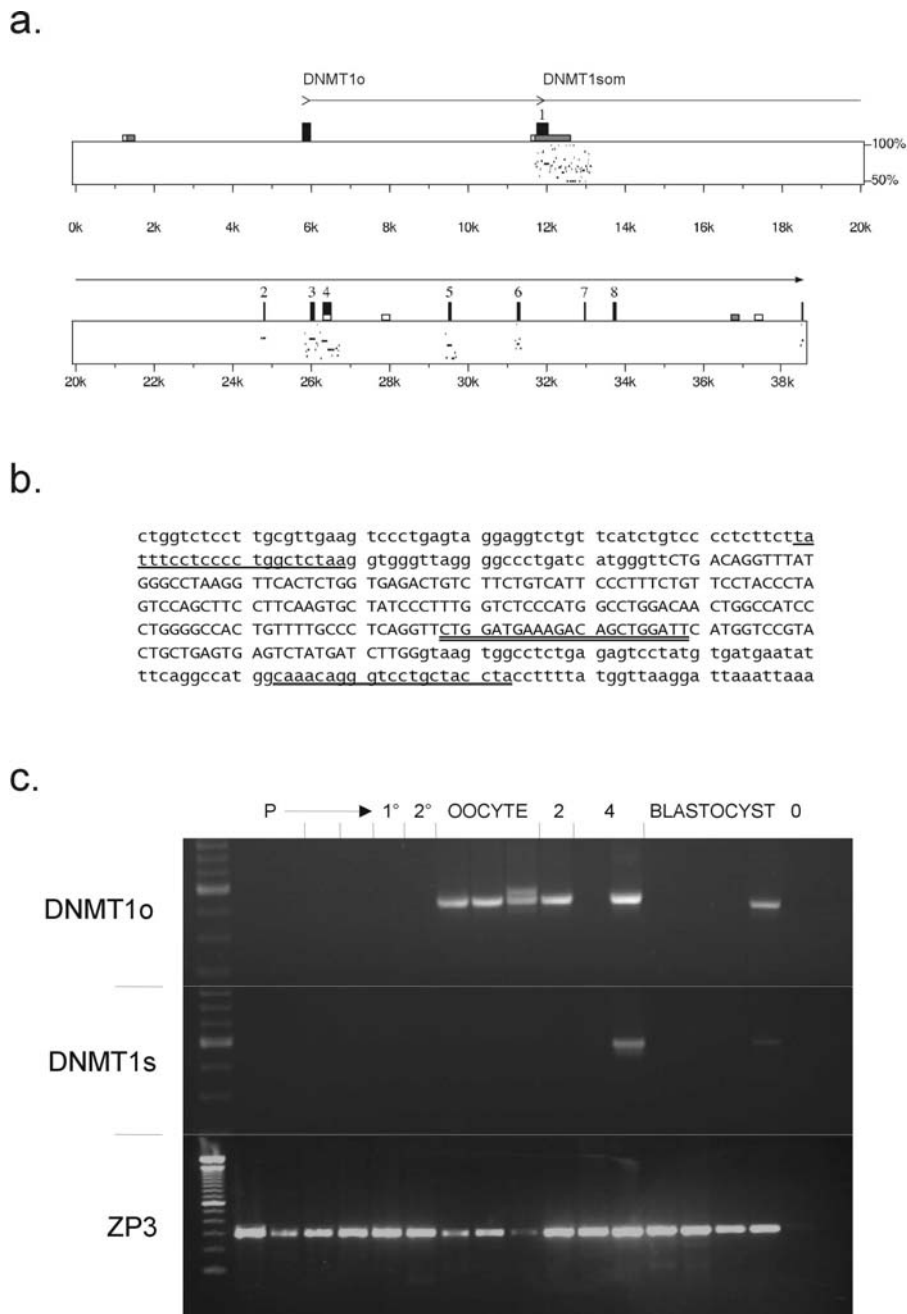 a.
DNMT1o DNMT1som
1
100%
50%
0k 2k 4k 6k 8k 10k 12k 14k 16k 18k 20k
2 3 4 5 6 7 8
20k 22k 24k 26k 28k 30k 32k 34k 36k 38k
b.
ctggtctcct tgcgttgaag tccctgagta ggaggtctgt tcatctgtcc cctcttctta
tttcctcccc tggctctaag gtgggttagg ggccctgatc atgggttCTG ACAGGTTTAT
GGGCCTAAGG TTCACTCTGG TGAGACTGTC TTCTGTCATT CCCTTTCTGT TCCTACCCTA
GTCCAGCTTC CTTCAAGTGC TATCCCTTTG GTCTCCCATG GCCTGGACAA CTGGCCATCC
CTGGGGCCAC TGTTTTGCCC TCAGGTTCTG GATGAAAGAC AGCTGGATTC ATGGTCCGTA
CTGCTGAGTG AGTCTATGAT CTTGGgtaag tggcctctga gagtcctatg tgatgaatat
ttcaggccat ggcaaacagg gtcctgctac ctaccttttta tggttaagga ttaaattaaa
c.
P 1° 2° OOCYTE 2 4 BLASTOCYST 0
DNMT1o
DNMT1s
ZP3